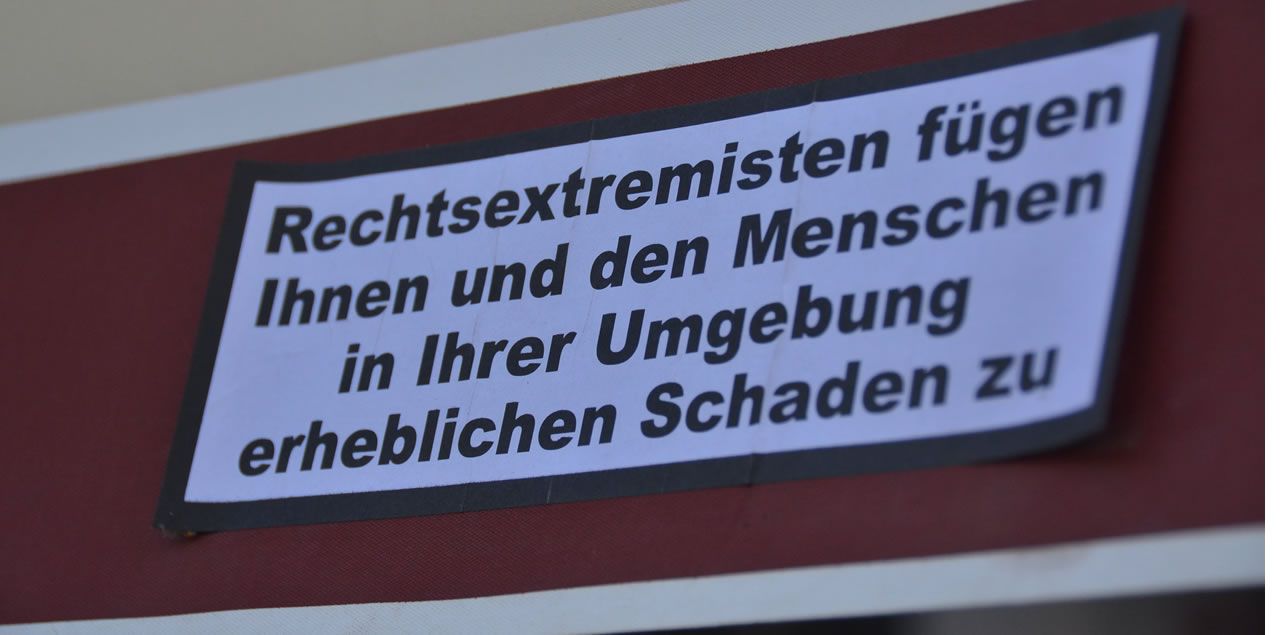 Rechtsextremisten fügen
Ihnen und den Menschen
in Ihrer Umgebung
erheblichen Schaden zu